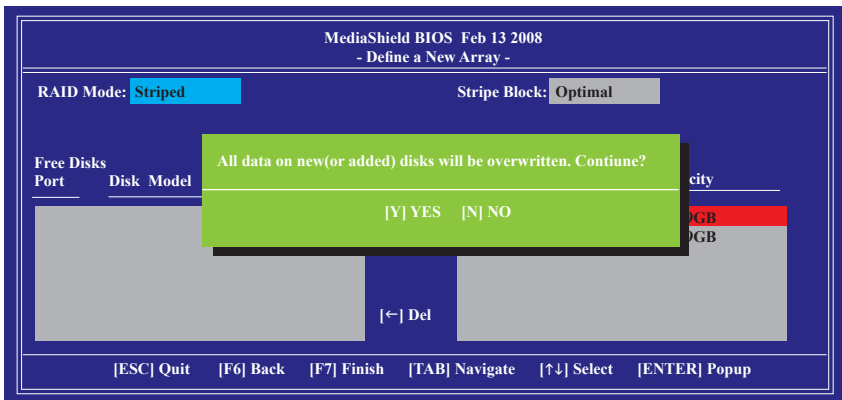 MediaShield BIOS Feb 13 2008
- Define a New Array -
RAID Mode: Striped Stripe Block: Optimal
All data on new(or added) disks will be overwritten. Contiune?
[Y] YES [N] NO
Free Disks
Port Disk Model city
GB
GB
[←] Del
[ESC] Quit [F6] Back [F7] Finish [TAB] Navigate [↑↓] Select [ENTER] Popup